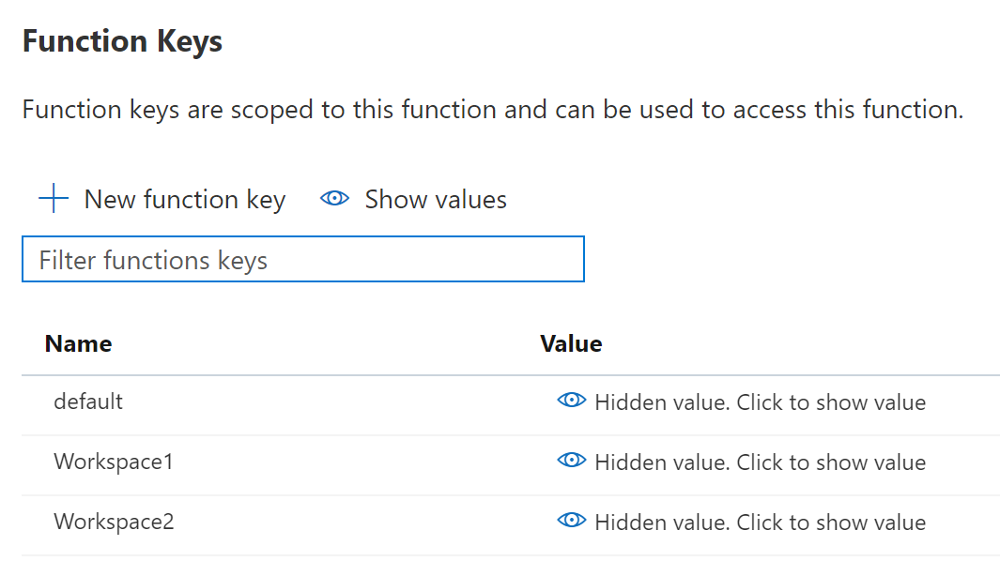 Function Keys
Function keys are scoped to this function and can be used to access this function.
New function key Show values
Filter functions keys
Name Value
default Hidden value. Click to show value
Workspace1 Hidden value. Click to show value
Workspace2 Hidden value. Click to show value